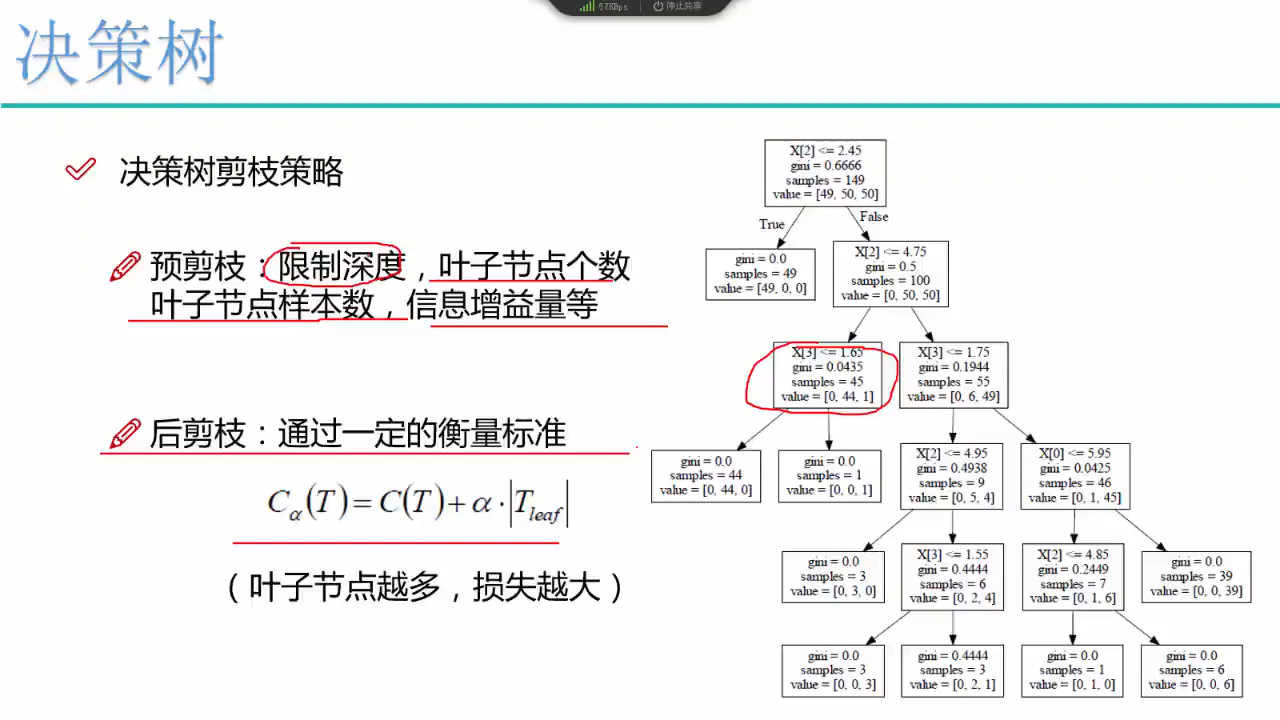 57KBps
停止共享
决策树
决策树剪枝策略
预剪枝：限制深度，叶子节点个数
叶子节点样本数，信息增益量等
后剪枝：通过一定的衡量标准
Cα(T) = C(T) + α · |Tleaf|
（叶子节点越多，损失越大）
X[2] <= 2.45
gini = 0.6666
samples = 149
value = [49, 50, 50]
True
False
gini = 0.0
samples = 49
value = [49, 0, 0]
X[2] <= 4.75
gini = 0.5
samples = 100
value = [0, 50, 50]
X[3] <= 1.65
gini = 0.0435
samples = 45
value = [0, 44, 1]
X[3] <= 1.75
gini = 0.1944
samples = 55
value = [0, 6, 49]
gini = 0.0
samples = 44
value = [0, 44, 0]
gini = 0.0
samples = 1
value = [0, 0, 1]
X[2] <= 4.95
gini = 0.4938
samples = 9
value = [0, 5, 4]
X[0] <= 5.95
gini = 0.0425
samples = 46
value = [0, 1, 45]
gini = 0.0
samples = 3
value = [0, 3, 0]
X[3] <= 1.55
gini = 0.4444
samples = 6
value = [0, 2, 4]
X[2] <= 4.85
gini = 0.2449
samples = 7
value = [0, 1, 6]
gini = 0.0
samples = 39
value = [0, 0, 39]
gini = 0.0
samples = 3
value = [0, 0, 3]
gini = 0.4444
samples = 3
value = [0, 2, 1]
gini = 0.0
samples = 1
value = [0, 1, 0]
gini = 0.0
samples = 6
value = [0, 0, 6]